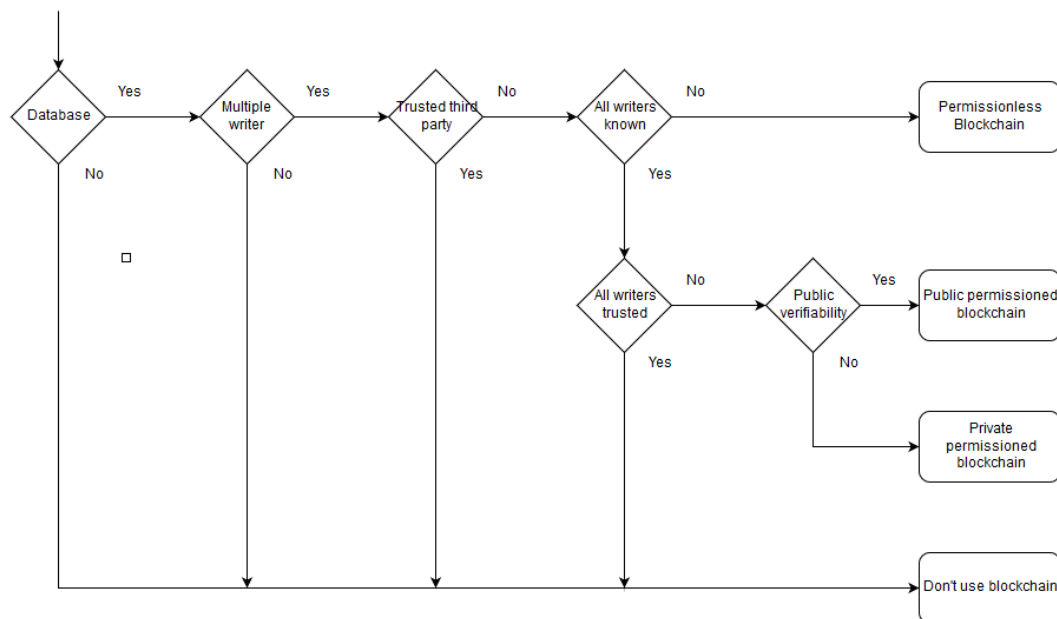 Yes
Yes
No
No
Database
Multiple
writer
Trusted third
party
All writers
known
Permissionless
Blockchain
No
No
Yes
Yes
No
Yes
All writers
trusted
Public
verifiability
Public permissioned
blockchain
Yes
No
Private
permissioned
blockchain
Don't use blockchain